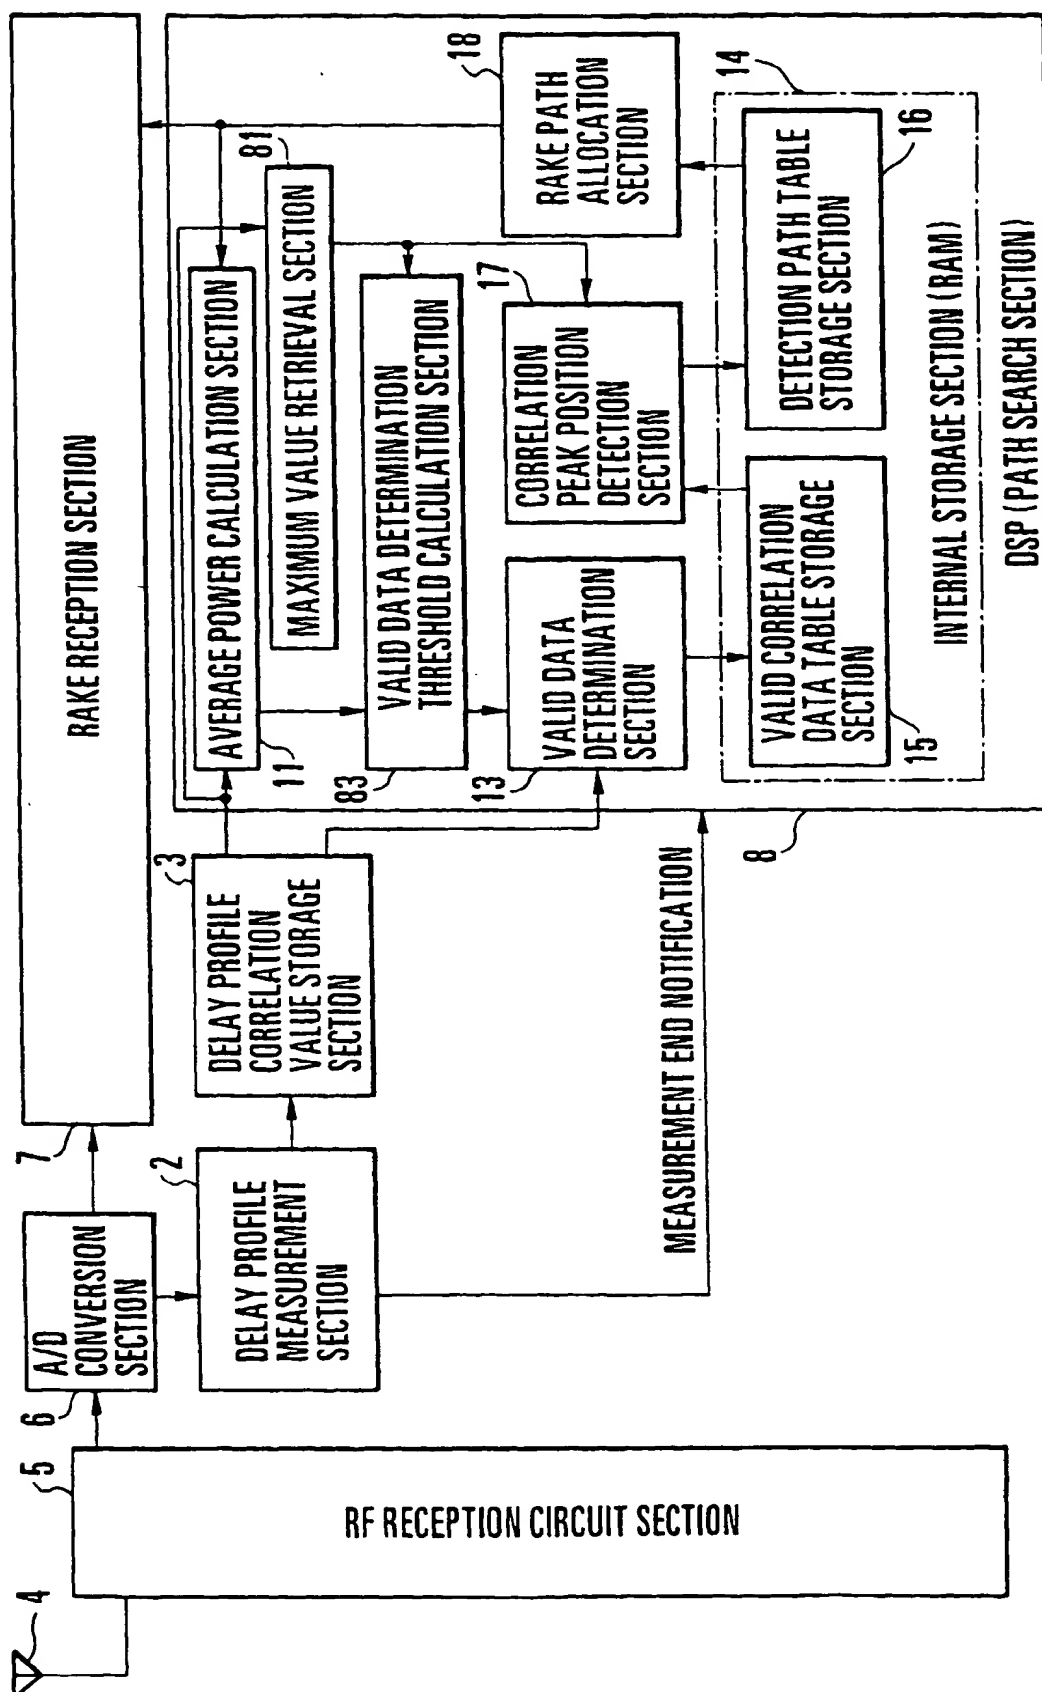 4
5
RF RECEPTION CIRCUIT SECTION
6
A/D
CONVERSION
SECTION
7
RAKE RECEPTION SECTION
2
DELAY PROFILE
MEASUREMENT
SECTION
3
DELAY PROFILE
CORRELATION
VALUE STORAGE
SECTION
MEASUREMENT END NOTIFICATION
8
11
AVERAGE POWER CALCULATION SECTION
81
MAXIMUM VALUE RETRIEVAL SECTION
83
VALID DATA DETERMINATION
THRESHOLD CALCULATION SECTION
13
VALID DATA
DETERMINATION
SECTION
17
CORRELATION
PEAK POSITION
DETECTION
SECTION
18
RAKE PATH
ALLOCATION
SECTION
14
15
VALID CORRELATION
DATA TABLE STORAGE
SECTION
16
DETECTION PATH TABLE
STORAGE SECTION
INTERNAL STORAGE SECTION (RAM)
DSP (PATH SEARCH SECTION)